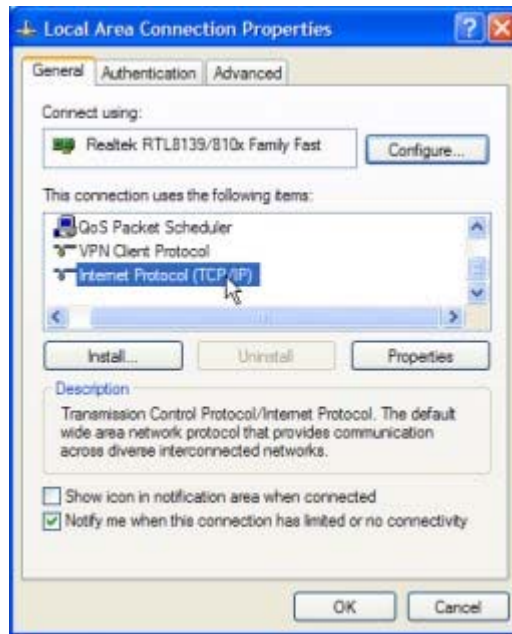 Local Area Connection Properties
General Authentication Advanced
Connect using:
Realtek RTL8139/810x Family Fast Configure...
This connection uses the following items:
QoS Packet Scheduler
VPN Client Protocol
Internet Protocol (TCP/IP)
Install... Uninstall Properties
Description
Transmission Control Protocol/Internet Protocol. The default
wide area network protocol that provides communication
across diverse interconnected networks.
Show icon in notification area when connected
Notify me when this connection has limited or no connectivity
OK Cancel